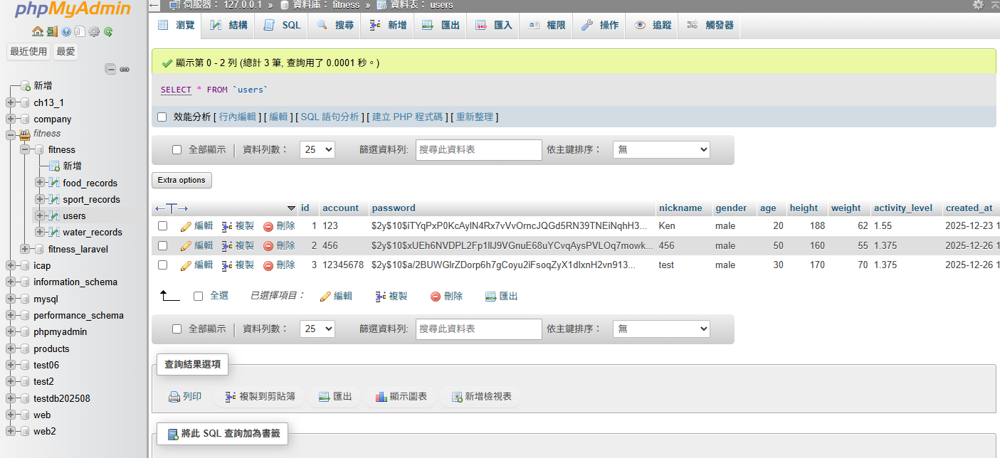 phpMyAdmin
最近使用 最愛
新增
ch13_1
company
fitness
fitness
新增
food_records
sport_records
users
water_records
fitness_laravel
icap
information_schema
mysql
performance_schema
phpmyadmin
products
test06
test2
testdb202508
web
web2
伺服器： 127.0.0.1 » 資料庫： fitness » 資料表： users
瀏覽 結構 SQL 搜尋 新增 匯出 匯入 權限 操作 追蹤 觸發器
顯示第 0 - 2 列 (總計 3 筆, 查詢用了 0.0001 秒。)
SELECT * FROM `users`
效能分析 [ 行內編輯 ] [ 編輯 ] [ SQL 語句分析 ] [ 建立 PHP 程式碼 ] [ 重新整理 ]
全部顯示 | 資料列數： 25 篩選資料列: 搜尋此資料表 依主鍵排序： 無
Extra options
←T→ id account password nickname gender age height weight activity_level created_at
編輯 複製 刪除 1 123 Ken male 20 188 62 1.55 2025-12-23 1
編輯 複製 刪除 2 456 456 male 50 160 55 1.375 2025-12-26 1
編輯 複製 刪除 3 12345678 test male 30 170 70 1.375 2025-12-26 1
全選 已選擇項目： 編輯 複製 刪除 匯出
全部顯示 | 資料列數： 25 篩選資料列: 搜尋此資料表 依主鍵排序： 無
查詢結果選項
列印 複製到剪貼簿 匯出 顯示圖表 新增檢視表
將此 SQL 查詢加為書籤